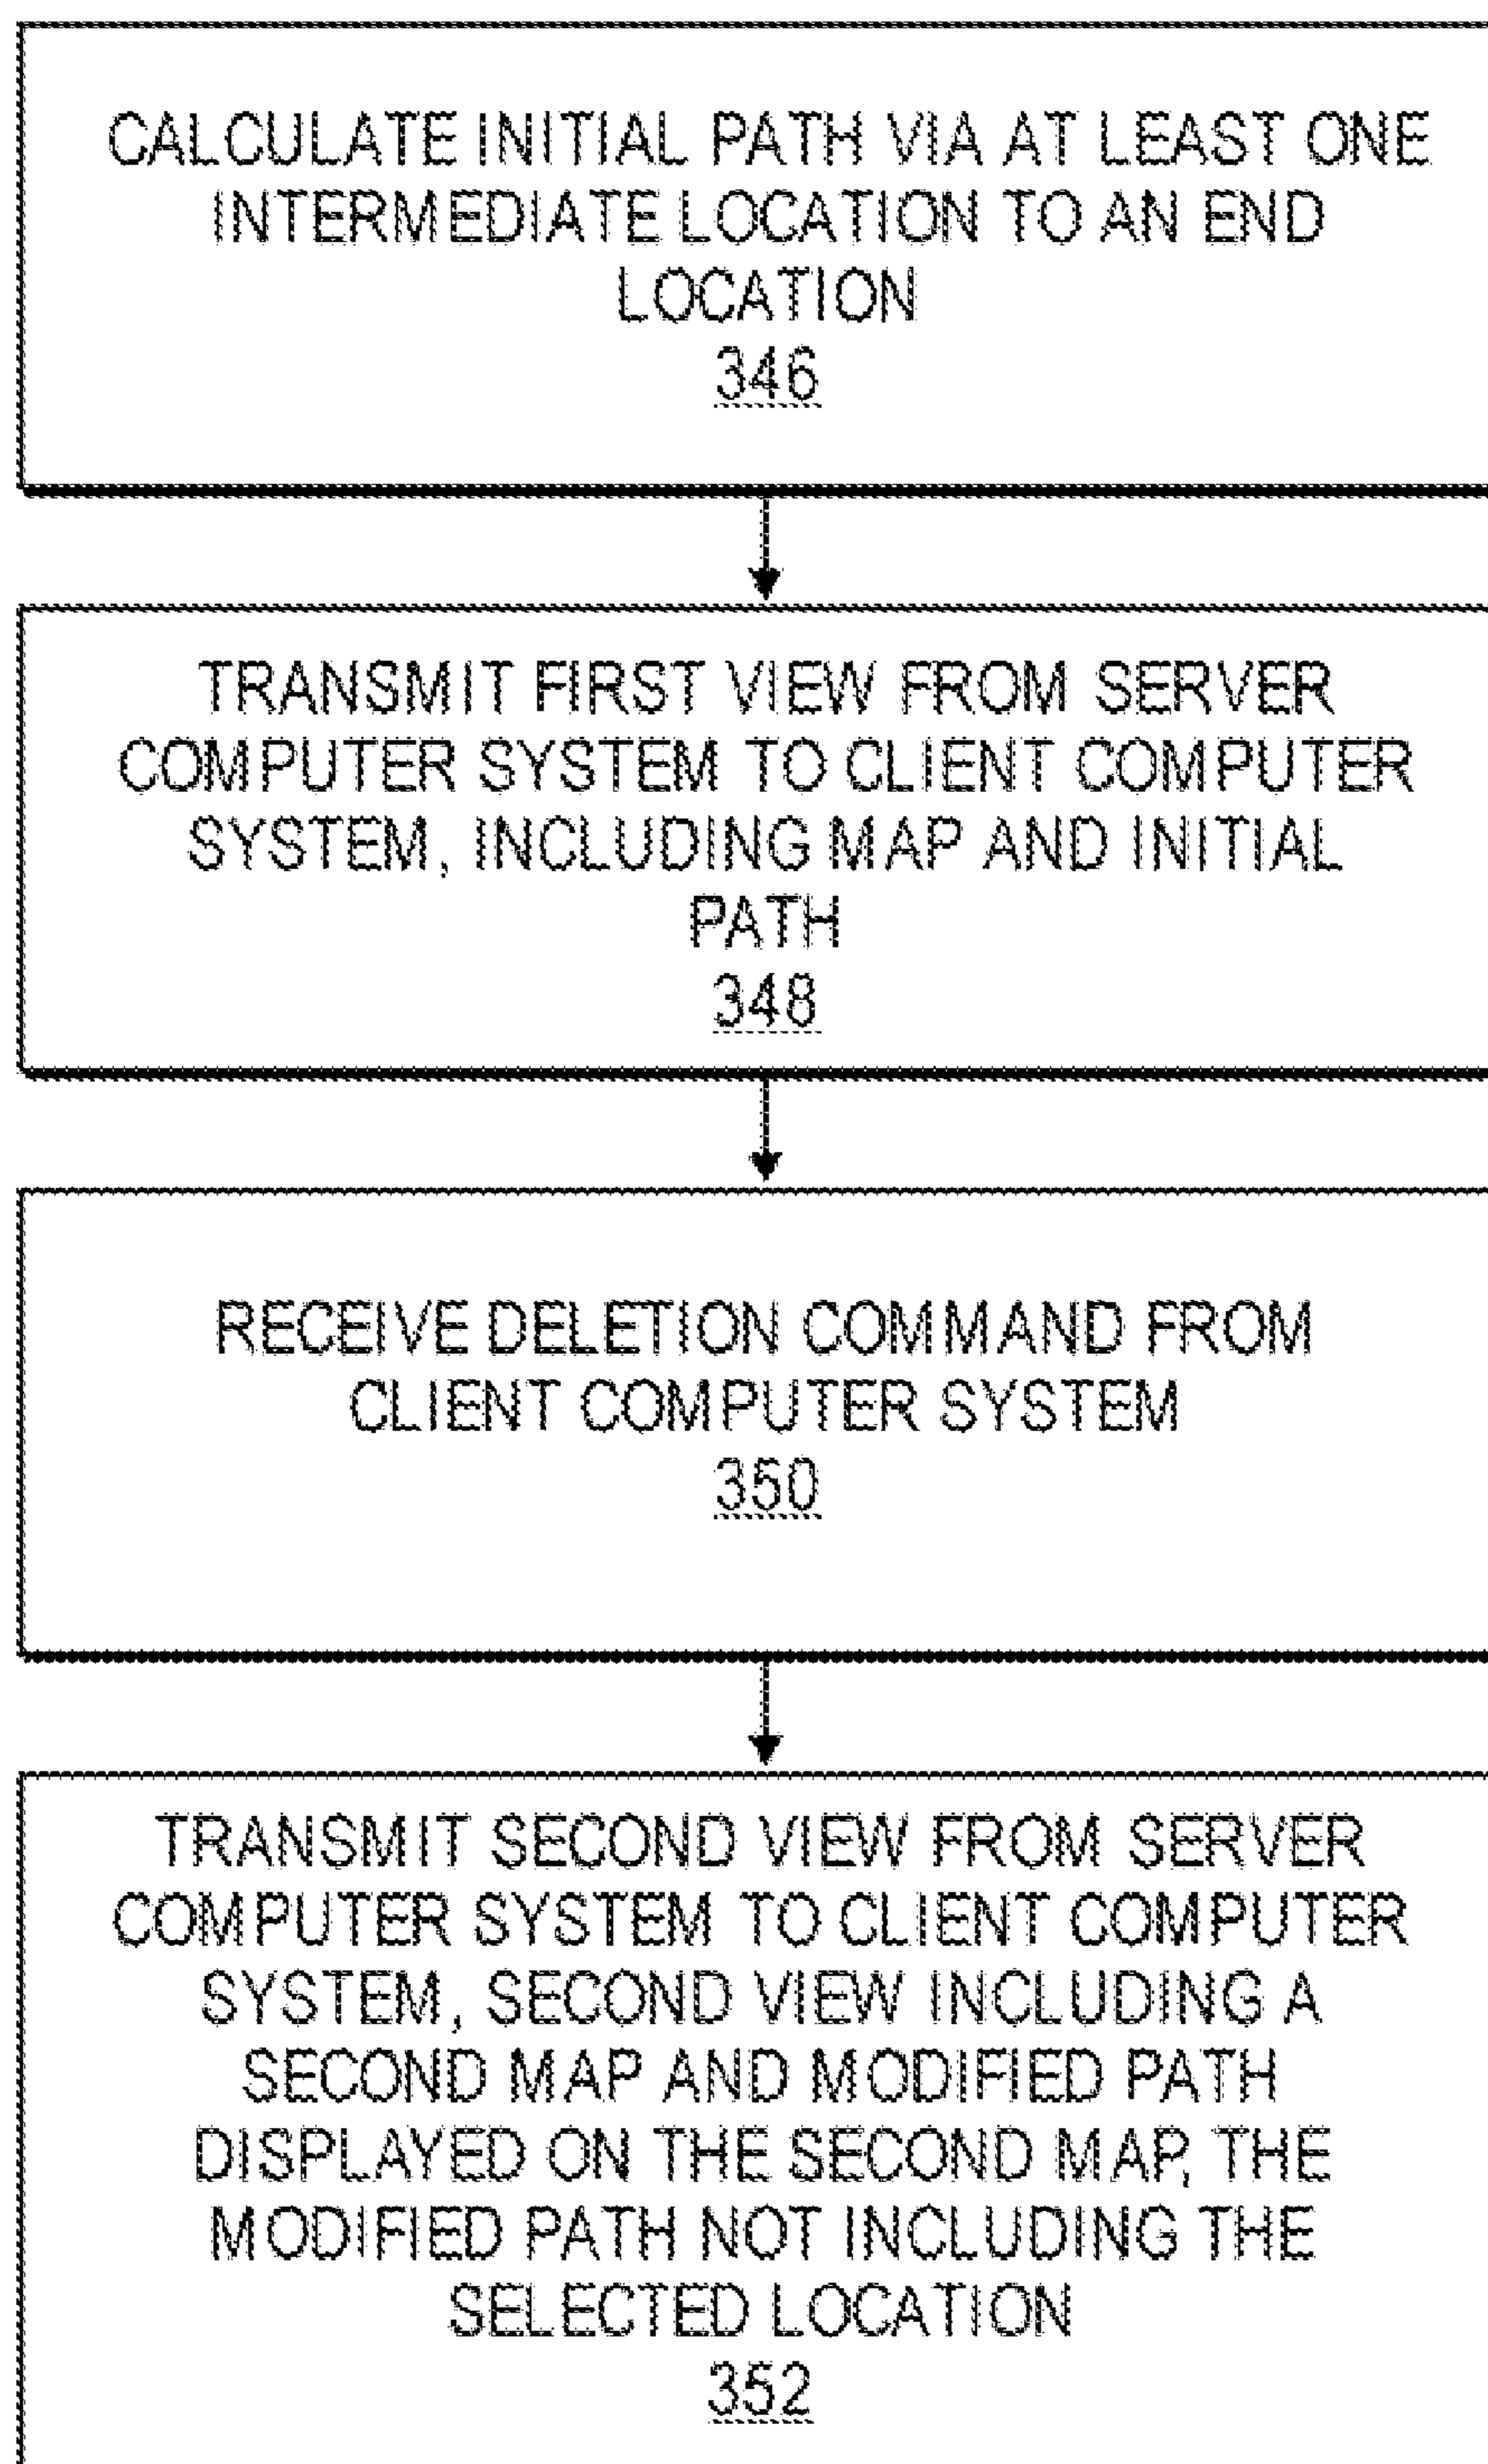 CALCULATE INITIAL PATH VIA AT LEAST ONE
INTERMEDIATE LOCATION TO AN END
LOCATION
346
TRANSMIT FIRST VIEW FROM SERVER
COMPUTER SYSTEM TO CLIENT COMPUTER
SYSTEM, INCLUDING MAP AND INITIAL
PATH
348
RECEIVE DELETION COMMAND FROM
CLIENT COMPUTER SYSTEM
350
TRANSMIT SECOND VIEW FROM SERVER
COMPUTER SYSTEM TO CLIENT COMPUTER
SYSTEM, SECOND VIEW INCLUDING A
SECOND MAP AND MODIFIED PATH
DISPLAYED ON THE SECOND MAP, THE
MODIFIED PATH NOT INCLUDING THE
SELECTED LOCATION
352